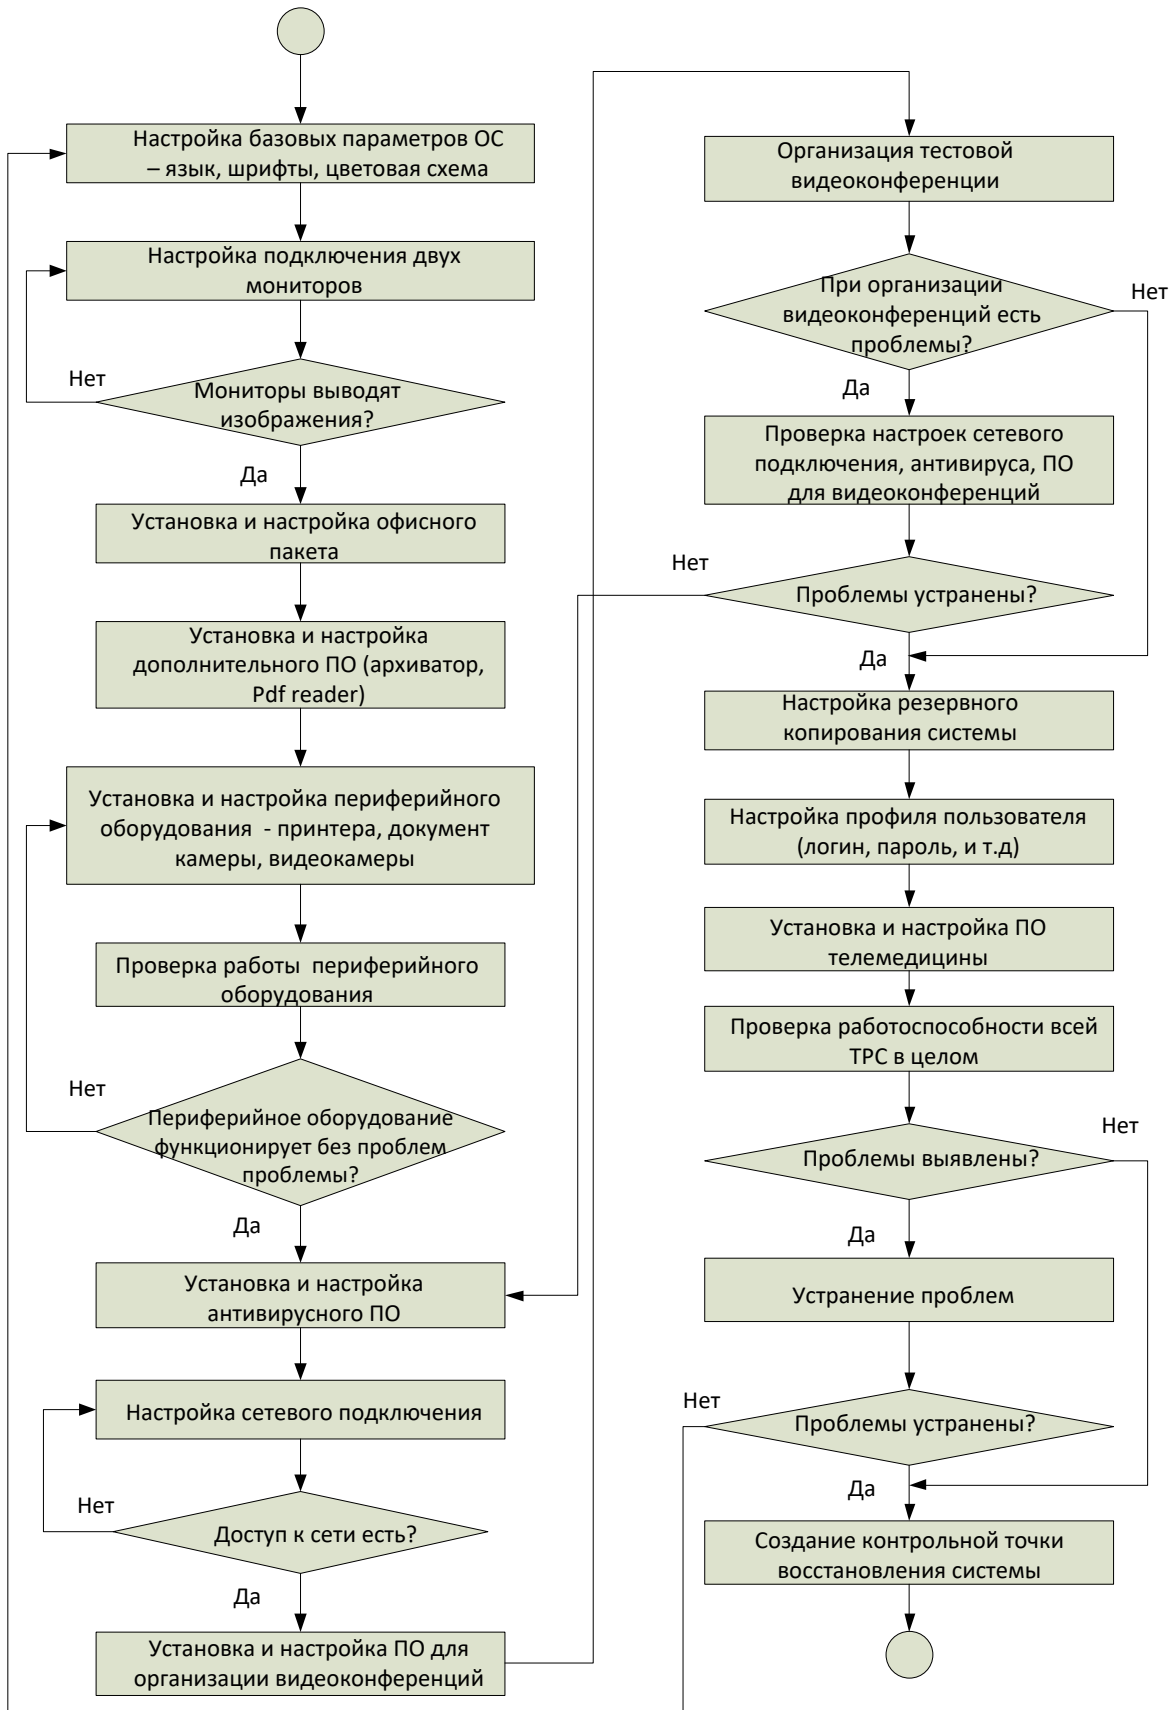 Настройка базовых параметров ОС
– язык, шрифты, цветовая схема
Настройка подключения двух
мониторов
Нет
Мониторы выводят
изображения?
Да
Установка и настройка офисного
пакета
Установка и настройка
дополнительного ПО (архиватор,
Pdf reader)
Установка и настройка периферийного
оборудования - принтера, документ
камеры, видеокамеры
Проверка работы периферийного
оборудования
Нет
Периферийное оборудование
функционирует без проблем
проблемы?
Да
Установка и настройка
антивирусного ПО
Настройка сетевого подключения
Нет
Доступ к сети есть?
Да
Установка и настройка ПО для
организации видеоконференций
Организация тестовой
видеоконференции
При организации
видеоконференций есть
проблемы?
Нет
Да
Проверка настроек сетевого
подключения, антивируса, ПО
для видеоконференций
Нет
Проблемы устранены?
Да
Настройка резервного
копирования системы
Настройка профиля пользователя
(логин, пароль, и т.д)
Установка и настройка ПО
телемедицины
Проверка работоспособности всей
ТРС в целом
Нет
Проблемы выявлены?
Да
Устранение проблем
Нет
Проблемы устранены?
Да
Создание контрольной точки
восстановления системы